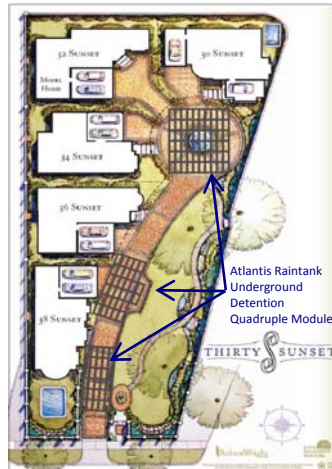 32 SUNSET
30 SUNSET
MODEL
HOME
34 SUNSET
36 SUNSET
Atlantis Raintank
Underground
Detention
Quadruple Module
38 SUNSET
THIRTY SUNSET